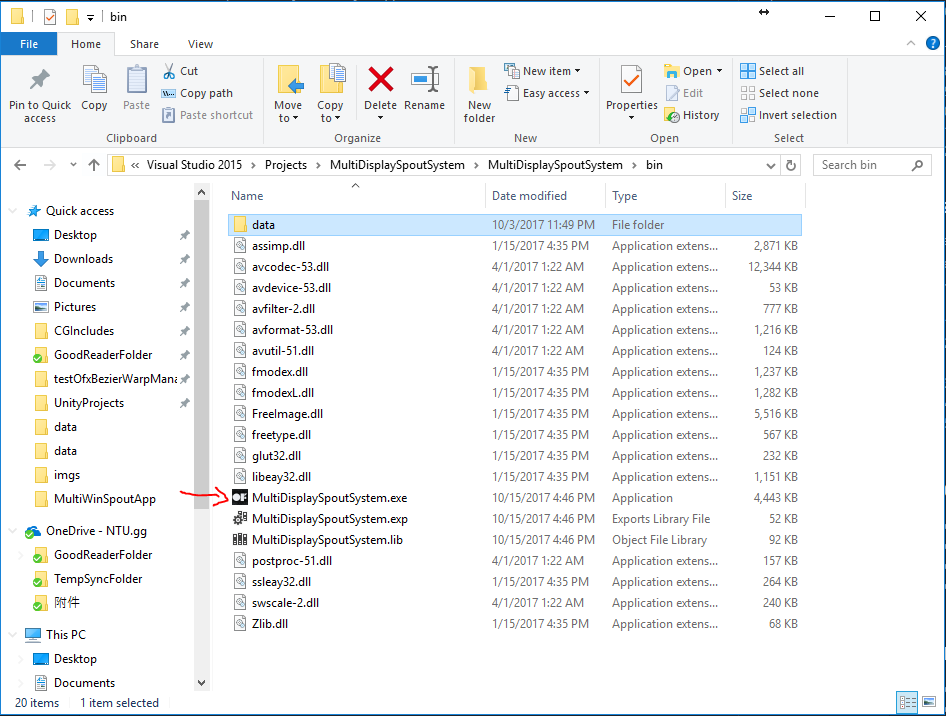 bin
File Home Share View
Pin to Quick access
Copy
Paste
Cut
Copy path
Paste shortcut
Clipboard
Move to
Copy to
Delete
Rename
Organize
New folder
New item
Easy access
New
Properties
Open
Edit
History
Open
Select all
Select none
Invert selection
Select
« Visual Studio 2015 › Projects › MultiDisplaySpoutSystem › MultiDisplaySpoutSystem › bin
Search bin
Quick access
Desktop
Downloads
Documents
Pictures
CGIncludes
GoodReaderFolder
testOfxBezierWarpMana
UnityProjects
data
data
imgs
MultiWinSpoutApp
OneDrive - NTU.gg
GoodReaderFolder
TempSyncFolder
附件
This PC
Desktop
Documents
Name Date modified Type Size
data 10/3/2017 11:49 PM File folder
assimp.dll 1/15/2017 4:35 PM Application extens... 2,871 KB
avcodec-53.dll 4/1/2017 1:22 AM Application extens... 12,344 KB
avdevice-53.dll 4/1/2017 1:22 AM Application extens... 53 KB
avfilter-2.dll 4/1/2017 1:22 AM Application extens... 777 KB
avformat-53.dll 4/1/2017 1:22 AM Application extens... 1,216 KB
avutil-51.dll 4/1/2017 1:22 AM Application extens... 124 KB
fmodex.dll 1/15/2017 4:35 PM Application extens... 1,237 KB
fmodexL.dll 1/15/2017 4:35 PM Application extens... 1,282 KB
FreeImage.dll 1/15/2017 4:35 PM Application extens... 5,516 KB
freetype.dll 1/15/2017 4:35 PM Application extens... 567 KB
glut32.dll 1/15/2017 4:35 PM Application extens... 232 KB
libeay32.dll 1/15/2017 4:35 PM Application extens... 1,151 KB
OF MultiDisplaySpoutSystem.exe 10/15/2017 4:46 PM Application 4,443 KB
MultiDisplaySpoutSystem.exp 10/15/2017 4:46 PM Exports Library File 52 KB
MultiDisplaySpoutSystem.lib 10/15/2017 4:46 PM Object File Library 92 KB
postproc-51.dll 4/1/2017 1:22 AM Application extens... 157 KB
ssleay32.dll 1/15/2017 4:35 PM Application extens... 264 KB
swscale-2.dll 4/1/2017 1:22 AM Application extens... 240 KB
Zlib.dll 1/15/2017 4:35 PM Application extens... 68 KB
20 items 1 item selected